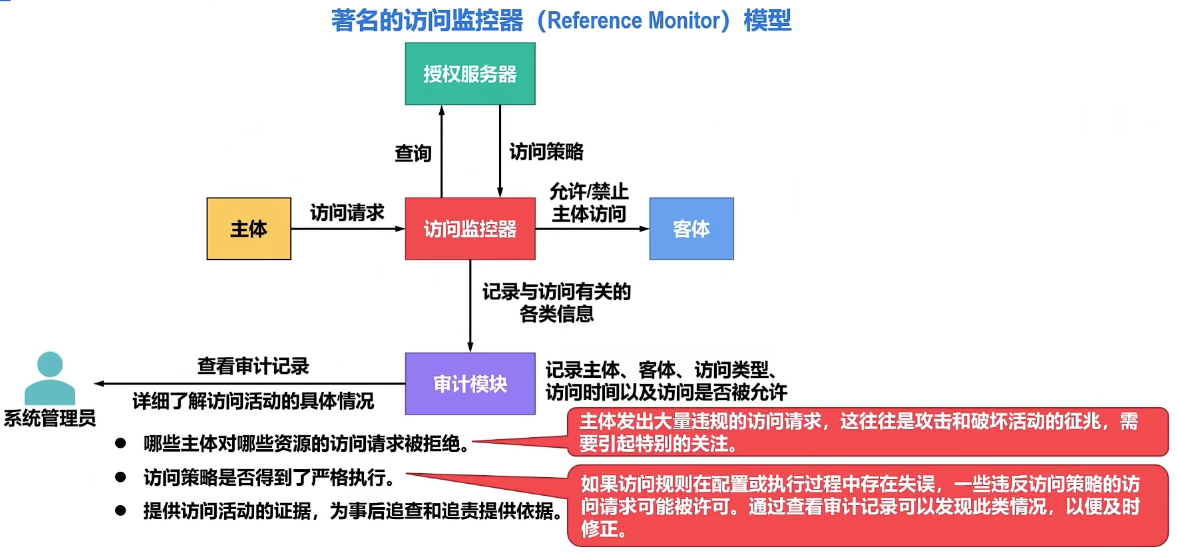 著名的访问监控器（Reference Monitor）模型
授权服务器
查询
访问策略
主体
访问请求
访问监控器
允许/禁止
主体访问
客体
记录与访问有关的
各类信息
系统管理员
查看审计记录
详细了解访问活动的具体情况
审计模块
记录主体、客体、访问类型、
访问时间以及访问是否被允许
● 哪些主体对哪些资源的访问请求被拒绝。
主体发出大量违规的访问请求，这往往是攻击和破坏活动的征兆，需
要引起特别的关注。
● 访问策略是否得到了严格执行。
如果访问规则在配置或执行过程中存在失误，一些违反访问策略的访
问请求可能被许可。通过查看审计记录可以发现此类情况，以便及时
修正。
● 提供访问活动的证据，为事后追查和追责提供依据。